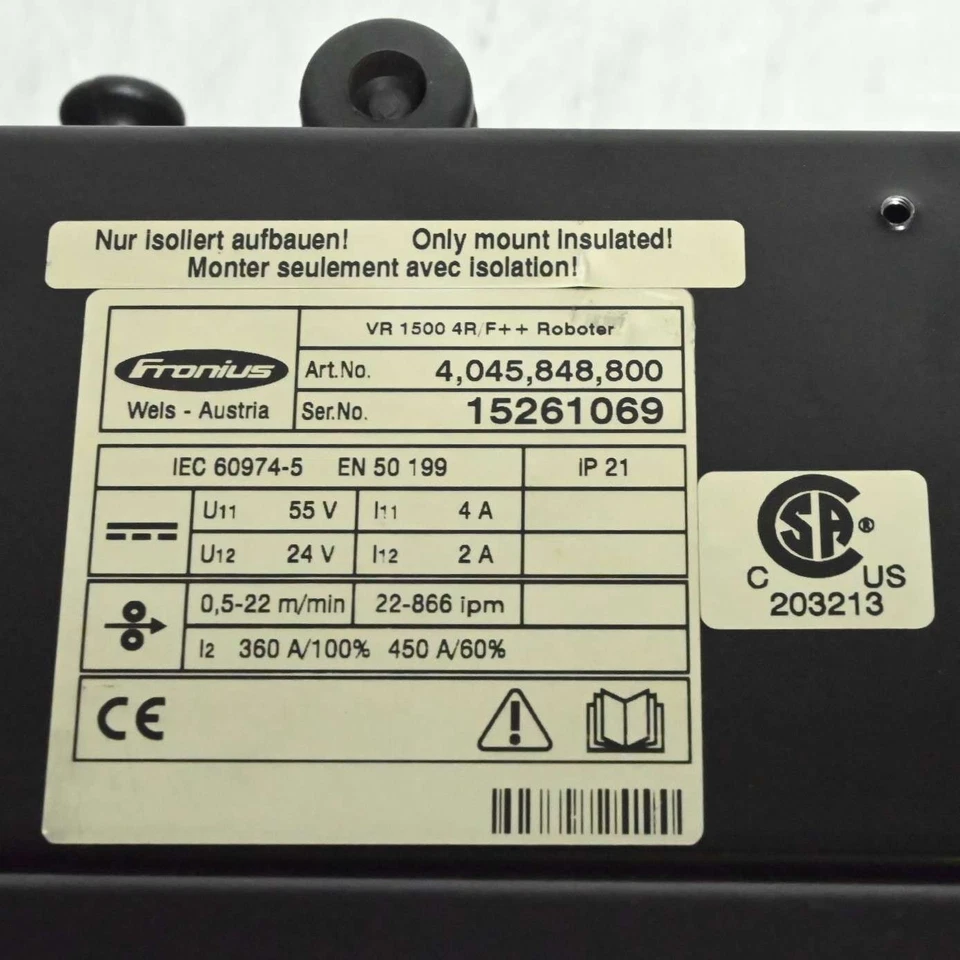 Nur isoliert aufbauen! Only mount insulated!
Monter seulement avec isolation!
VR 1500 4R/F++ Roboter
Fronius
Wels - Austria
Art.No. 4,045,848,800
Ser.No. 15261069
IEC 60974-5 EN 50 199 IP 21
U11 55 V I11 4 A
U12 24 V I12 2 A
0,5-22 m/min 22-866 ipm
I2 360 A/100% 450 A/60%
CE
CSA ®
C US
203213